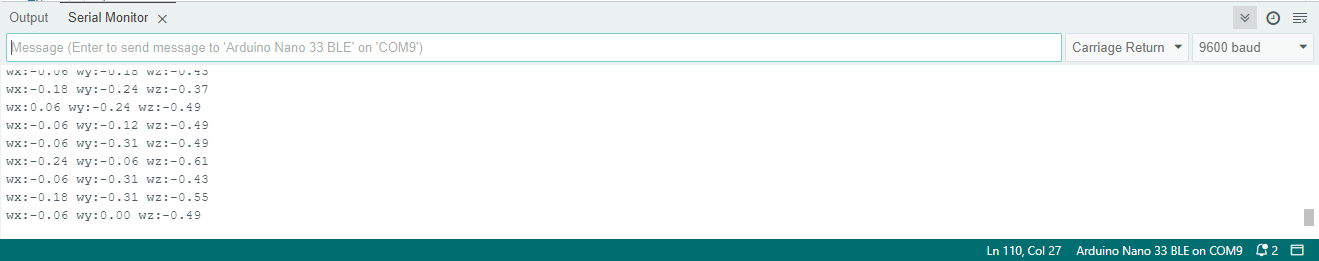 Output Serial Monitor
Message (Enter to send message to 'Arduino Nano 33 BLE' on 'COM9') Carriage Return 9600 baud
wx:-0.06 wy:-0.18 wz:-0.43
wx:-0.18 wy:-0.24 wz:-0.37
wx:0.06 wy:-0.24 wz:-0.49
wx:-0.06 wy:-0.12 wz:-0.49
wx:-0.06 wy:-0.31 wz:-0.49
wx:-0.24 wy:-0.06 wz:-0.61
wx:-0.06 wy:-0.31 wz:-0.43
wx:-0.18 wy:-0.31 wz:-0.55
wx:-0.06 wy:0.00 wz:-0.49
Ln 110, Col 27 Arduino Nano 33 BLE on COM9 2